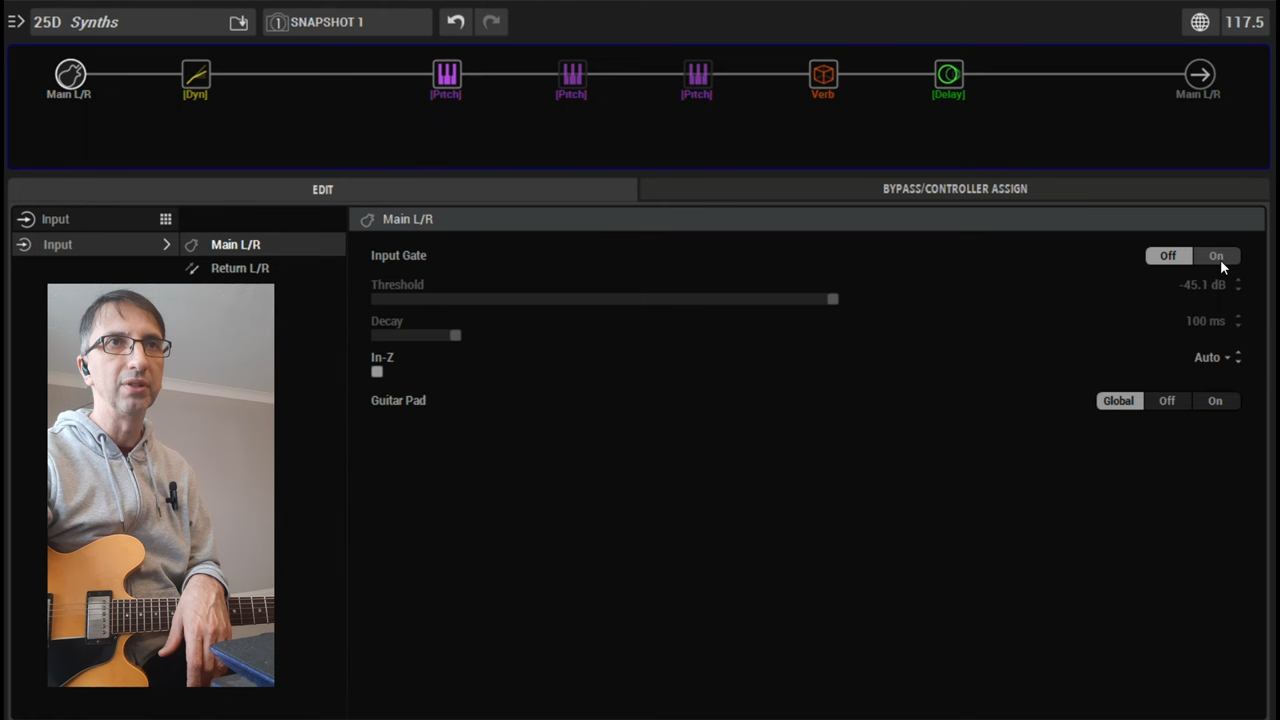 25D Synths
1 SNAPSHOT 1
117.5
Main L/R
|Dyn|
|Pitch|
|Pitch|
|Pitch|
Verb
|Delay|
Main L/R
EDIT
BYPASS/CONTROLLER ASSIGN
Input
Main L/R
Input
Main L/R
Return L/R
Input Gate
Off On
Threshold
-45.1 dB
Decay
100 ms
In-Z
Auto
Guitar Pad
Global Off On